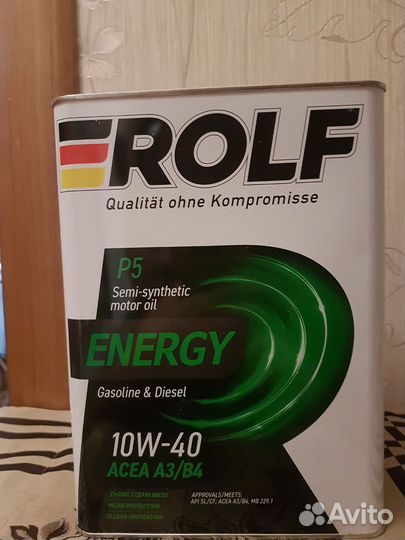 ROLF
Qualität ohne Kompromisse
P5
Semi-synthetic
motor oil
ENERGY
Gasoline & Diesel
10W-40
ACEA A3/B4
ENGINE CLEANLINESS
WEAR PROTECTION
SLUDGE PREVENTION
APPROVALS/MEETS:
API SL/CF; ACEA A3/B4; MB 229.1
Avito